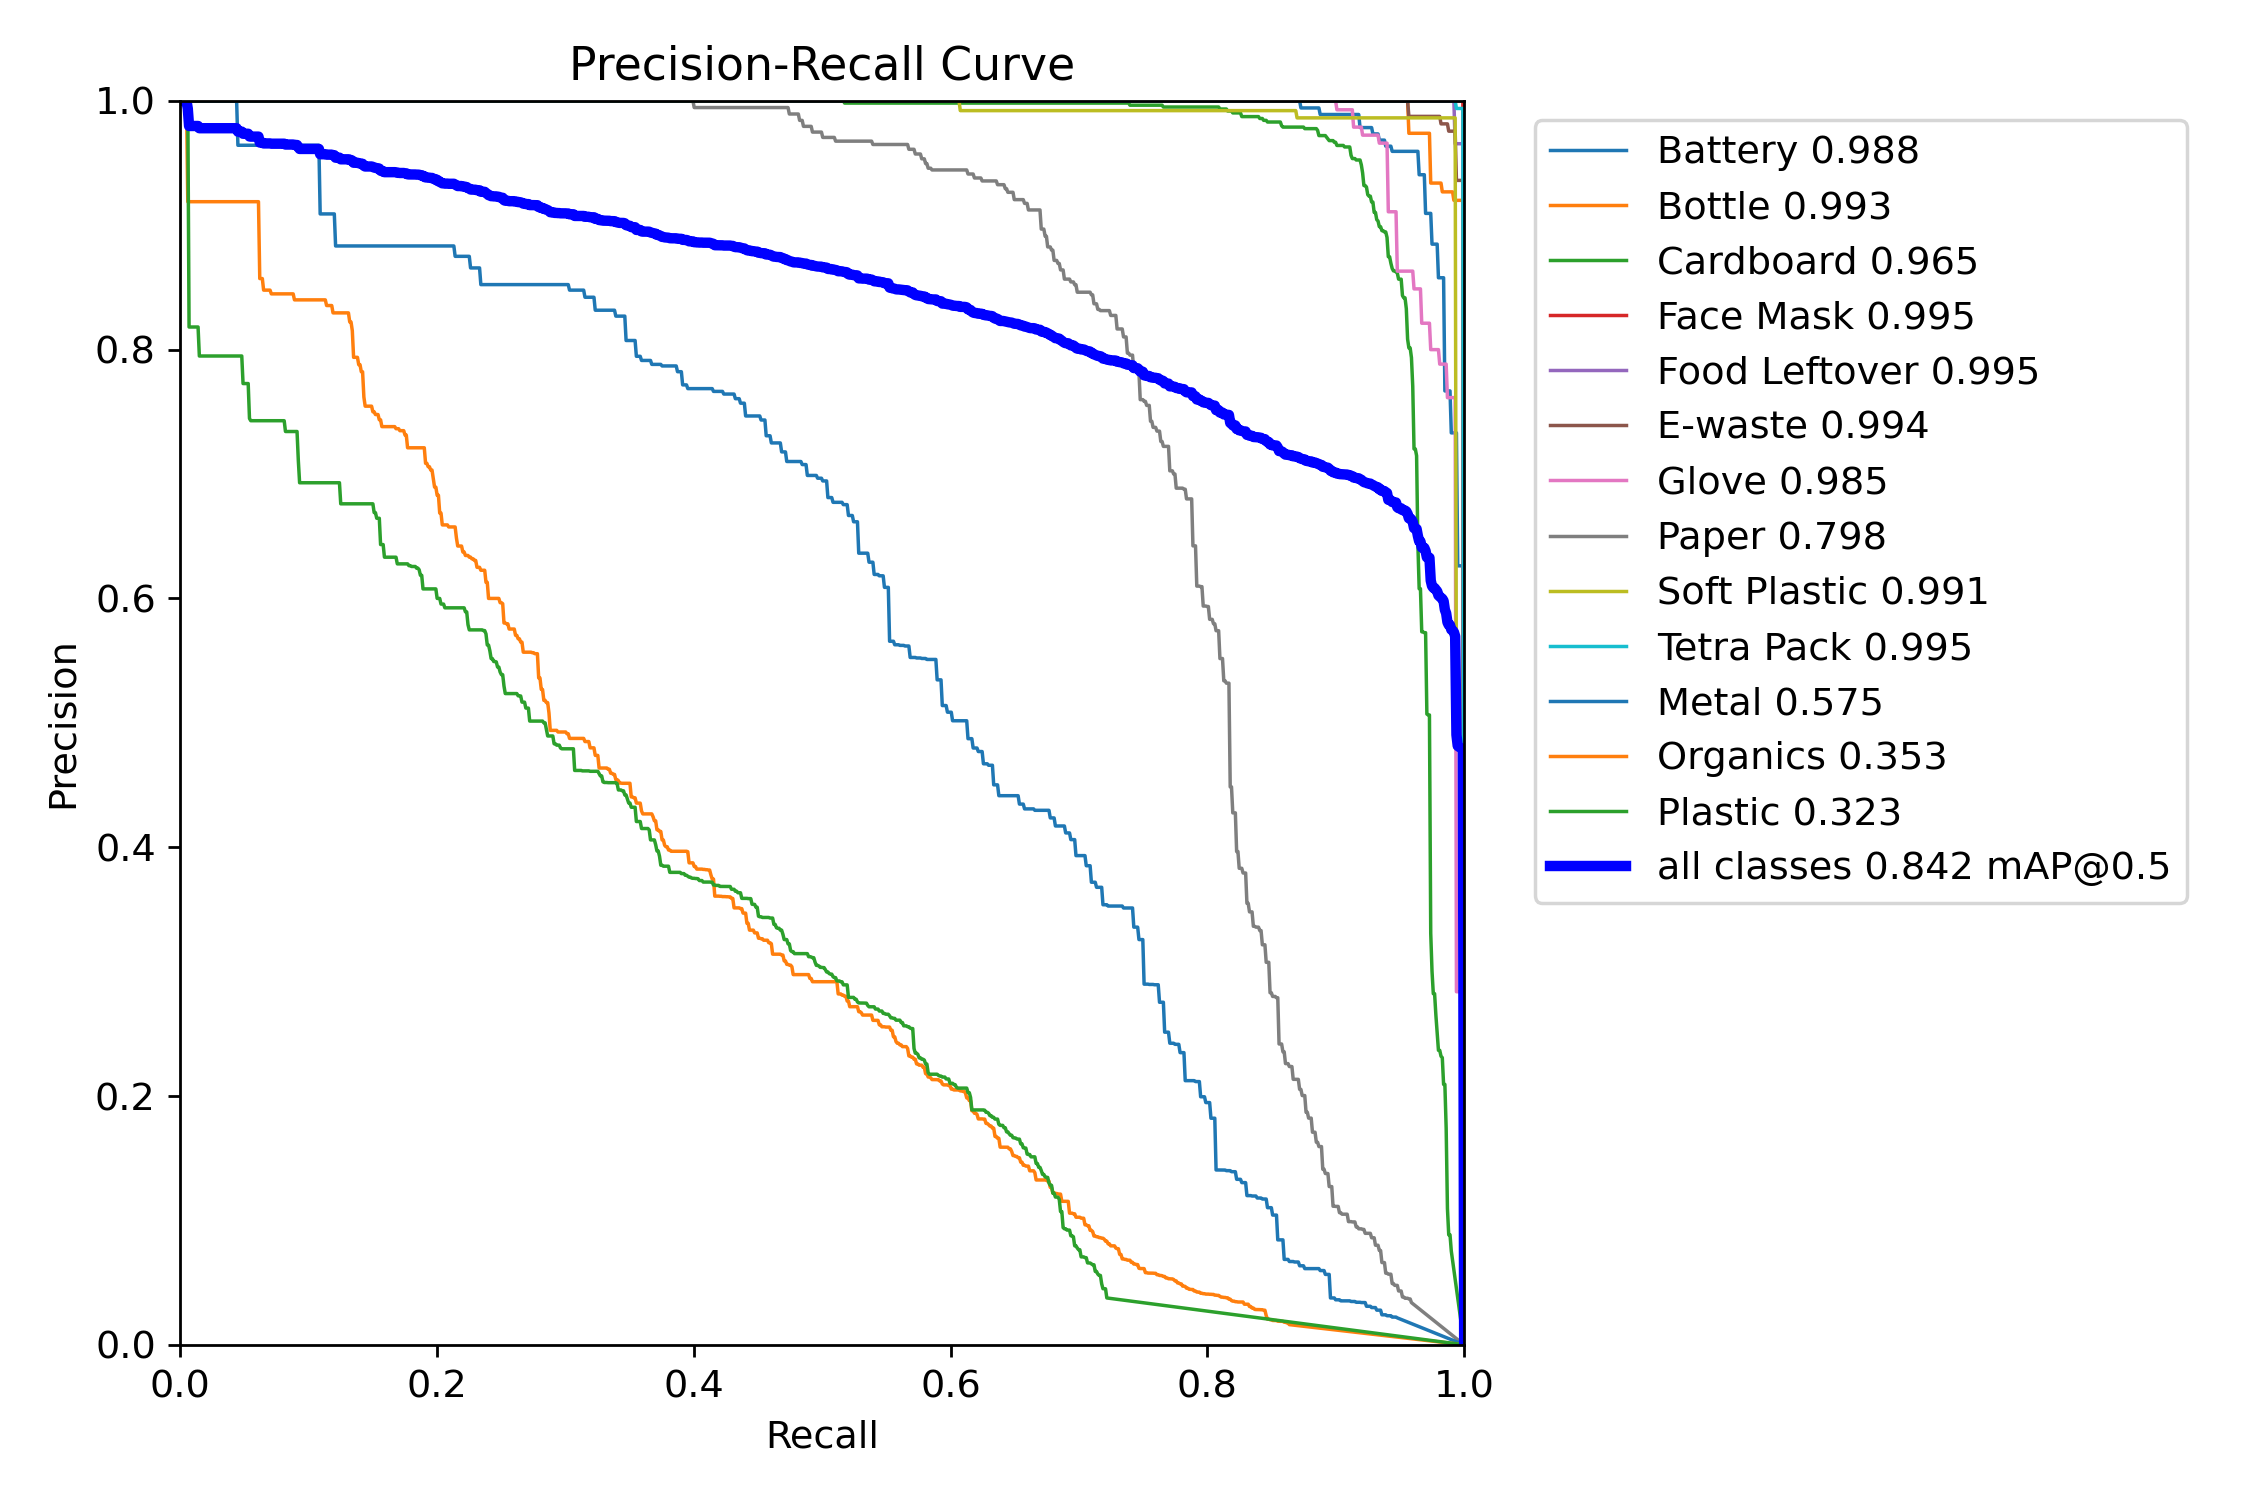 Precision-Recall Curve
1.0
0.8
0.6
0.4
0.2
0.0
Precision
0.0 0.2 0.4 0.6 0.8 1.0
Recall
Battery 0.988
Bottle 0.993
Cardboard 0.965
Face Mask 0.995
Food Leftover 0.995
E-waste 0.994
Glove 0.985
Paper 0.798
Soft Plastic 0.991
Tetra Pack 0.995
Metal 0.575
Organics 0.353
Plastic 0.323
all classes 0.842 mAP@0.5